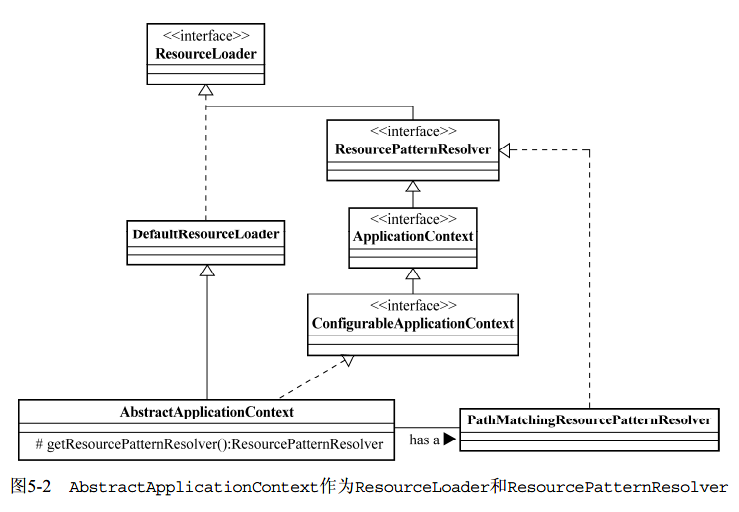 <<interface>>
ResourceLoader
<<interface>>
ResourcePatternResolver
DefaultResourceLoader
<<interface>>
ApplicationContext
<<interface>>
ConfigurableApplicationContext
AbstractApplicationContext
# getResourcePatternResolver():ResourcePatternResolver
has a
PathMatchingResourcePatternResolver
图5-2 AbstractApplicationContext作为ResourceLoader和ResourcePatternResolver